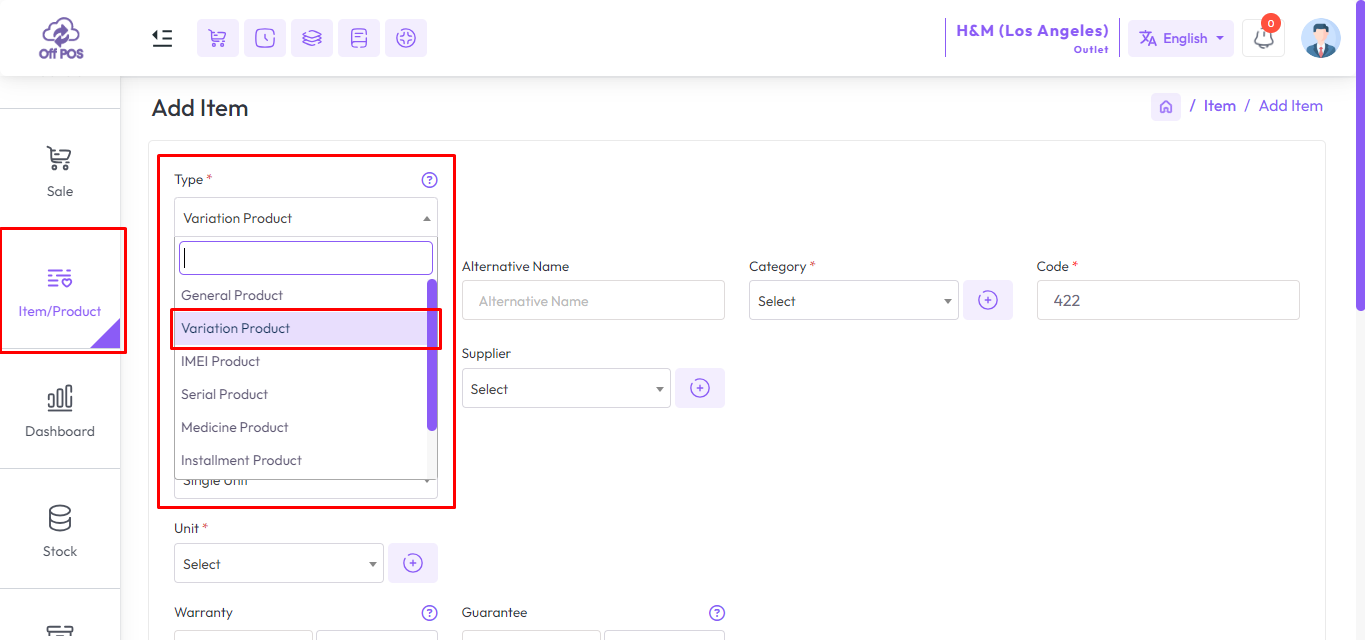 Off POS
H&M (Los Angeles)
Outlet
English
0
Add Item
/ Item / Add Item
Sale
Item/Product
Dashboard
Stock
Type *
Variation Product
General Product
Variation Product
IMEI Product
Serial Product
Medicine Product
Installment Product
Single Unit
Alternative Name
Alternative Name
Category *
Select
Code *
422
Supplier
Select
Unit *
Select
Warranty
Guarantee